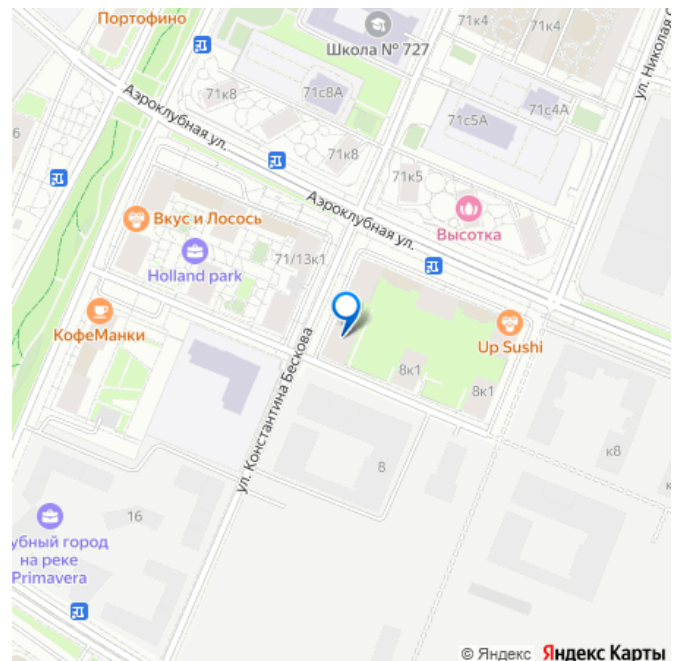 Портофино
71к4
71к4
Школа № 727
ул. Николая С
71к8
71с8А
71с4А
71с5А
Аэроклубная ул.
71к8
71к5
6
Аэроклубная ул.
Высотка
Вкус и Лосось
71/13к1
Holland park
КофеМанки
Up Sushi
8к1
8к1
ул. Константина Бескова
8
к8
к
16
убный город
на реке
Primavera
© Яндекс Яндекс Карты